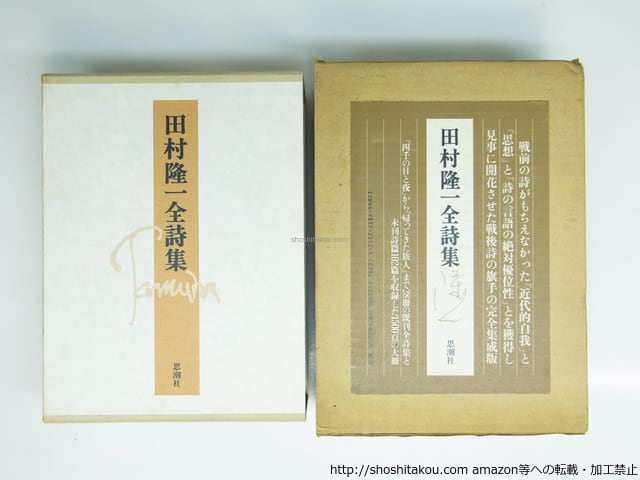 田村隆一全詩集
Tamura
思潮社
戦前の詩がもちえなかった「近代的自我」と
「思想」と「詩の言語の絶対優位性」とを獲得し
見事に開花させた戦後詩の旗手の完全集成版
田村隆一全詩集
思潮社
『四千の日と夜』から『帰ってきた旅人』まで28冊の既刊全詩集と
未刊詩篇102篇を収録した1500頁の大冊
shoshitakou.com
http://shoshitakou.com amazon等への転載・加工禁止